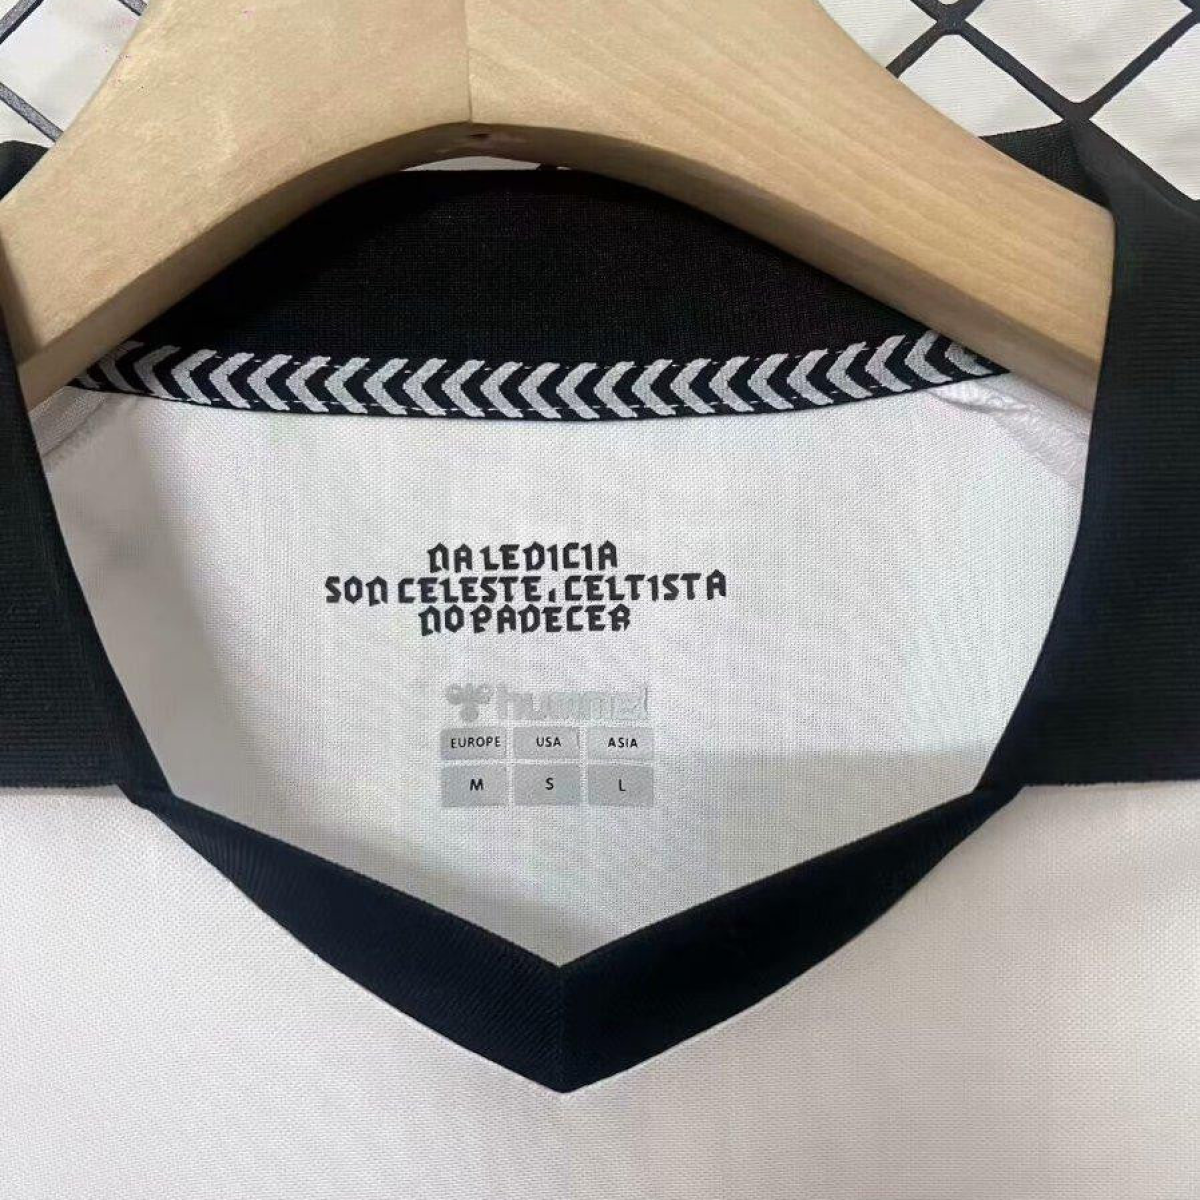 NA LEDICIA
SON CELESTE, CELTISTA
NO PADECER
hummel
EUROPE USA ASIA
M S L